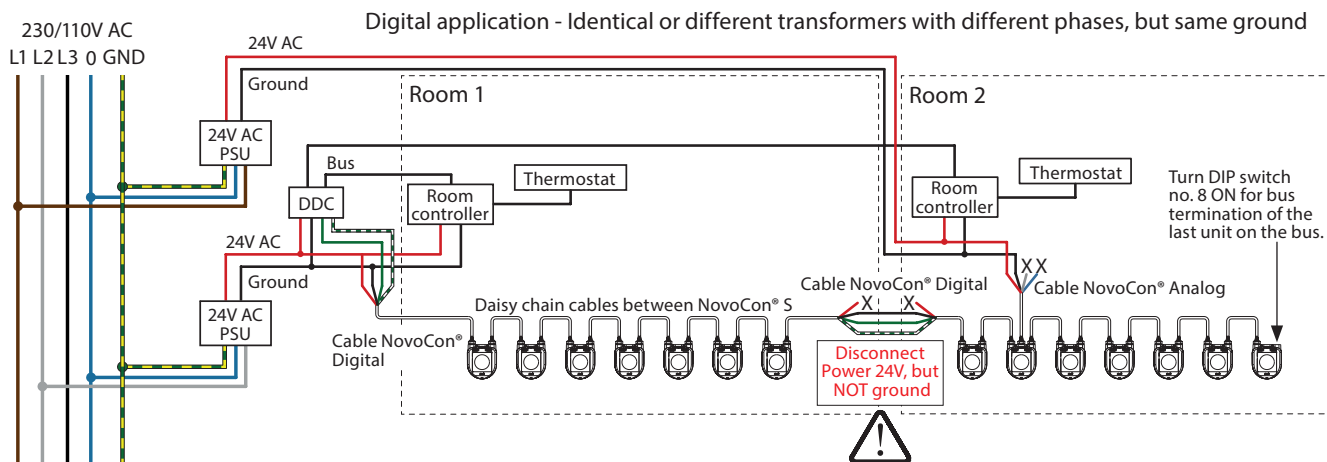 Digital application - Identical or different transformers with different phases, but same ground
230/110V AC
L1 L2 L3 0 GND
24V AC
Ground
Room 1
Room 2
24V AC
PSU
Bus
DDC
Room
controller
Thermostat
Room
controller
Thermostat
Turn DIP switch
no. 8 ON for bus
termination of the
last unit on the bus.
24V AC
Ground
24V AC
PSU
Cable NovoCon®
Digital
Daisy chain cables between NovoCon® S
Cable NovoCon® Digital
X X
X X
Cable NovoCon® Analog
Disconnect
Power 24V, but
NOT ground
!